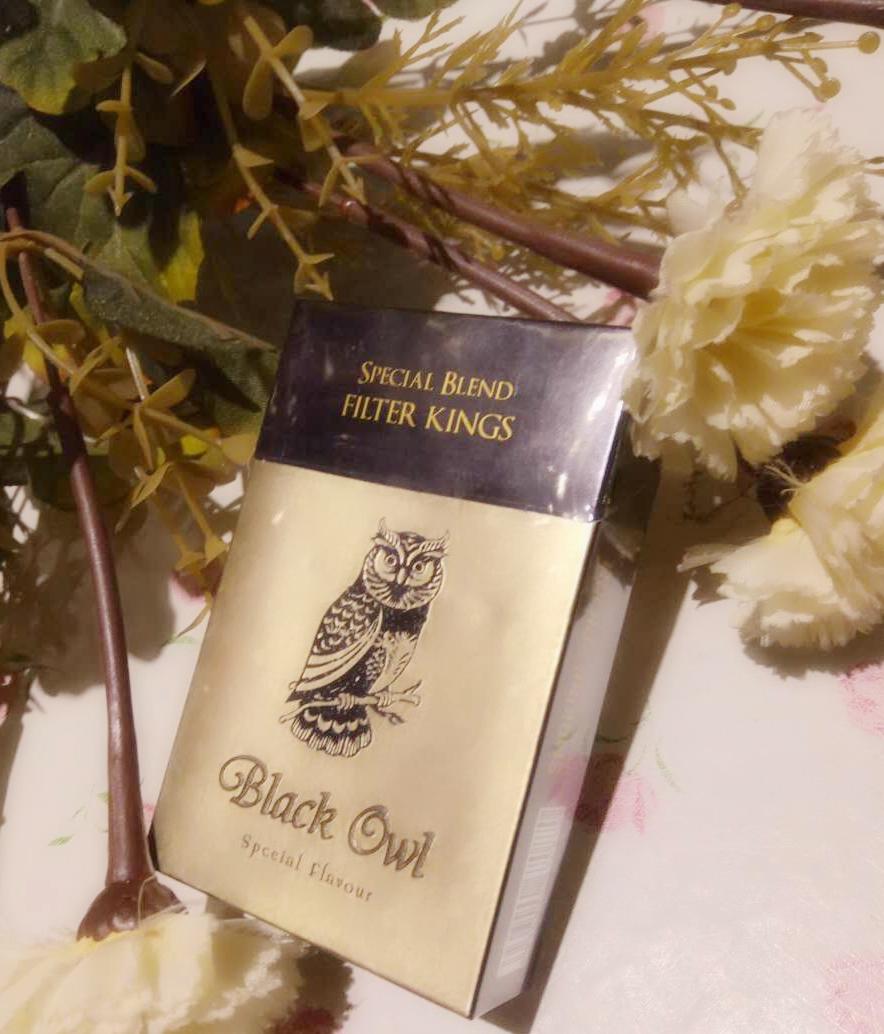 SPECIAL BLEND
FILTER KINGS
Black Owl
Special Flavour